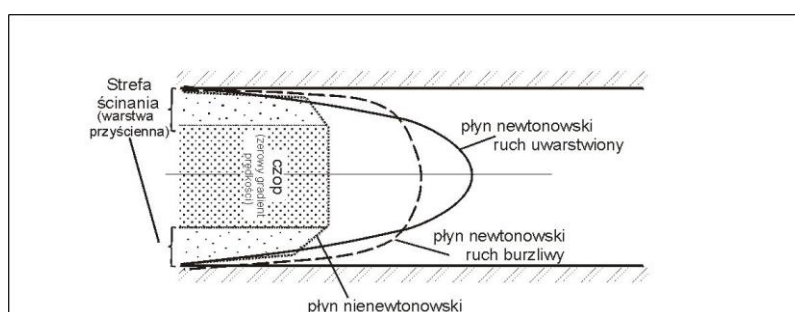 Strefa
ścinania
(warstwa
przyścienna)
czop
(zerowy gradient
prędkości)
płyn newtonowski
ruch uwarstwiony
płyn newtonowski
ruch burzliwy
płyn nienewtonowski